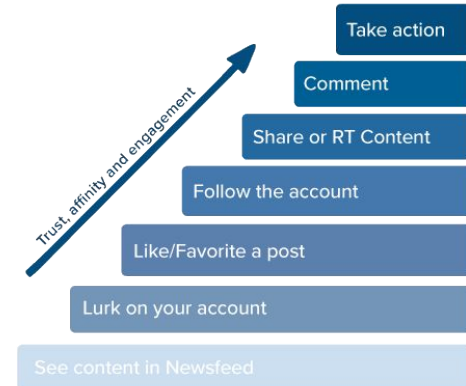 Take action
Comment
Share or RT Content
Follow the account
Like/Favorite a post
Lurk on your account
See content in Newsfeed
Trust, affinity and engagement